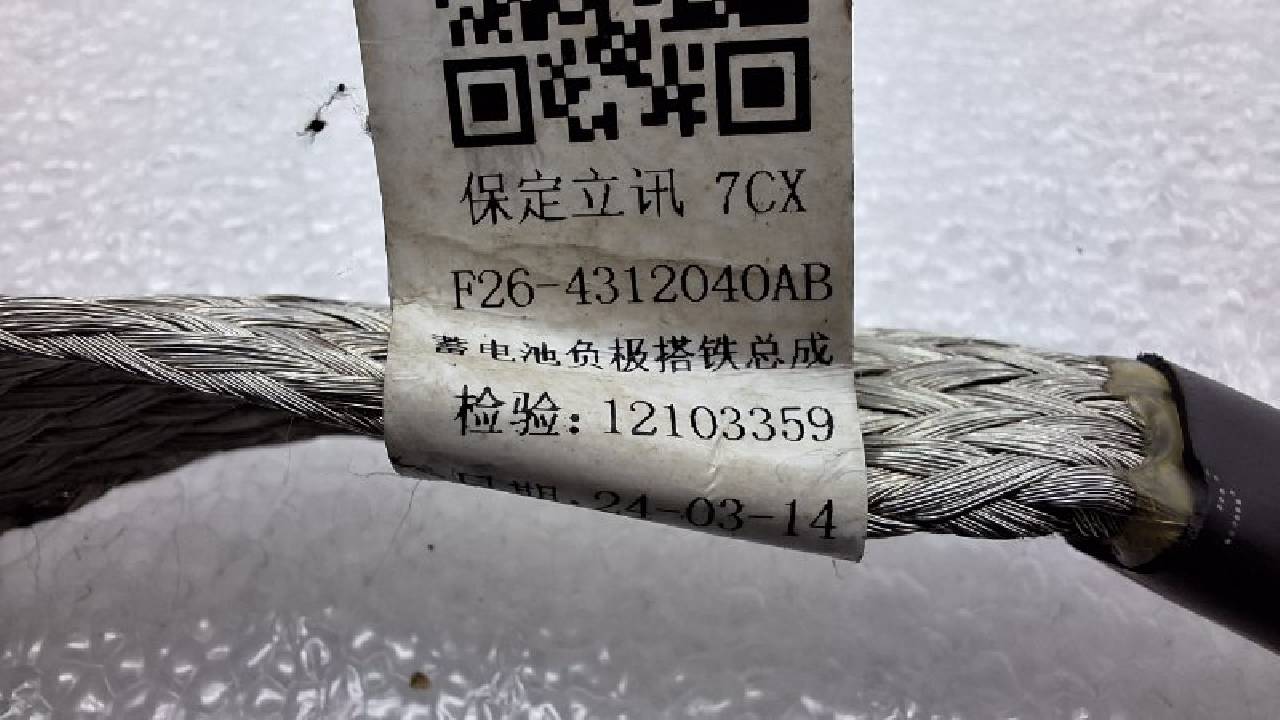 保定立讯 7CX
F26-4312040AB
蓄电池负极搭铁总成
检验:12103359
日期:24-03-14